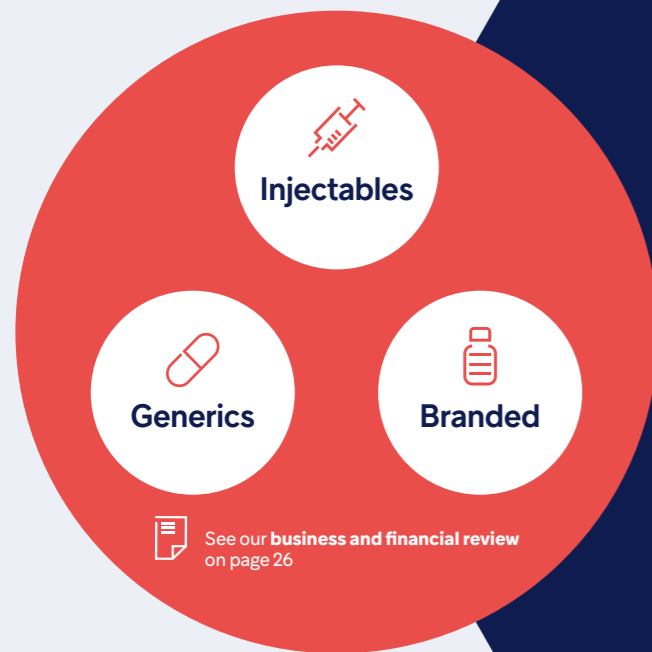 Injectables
Generics
Branded
See our business and financial review
on page 26